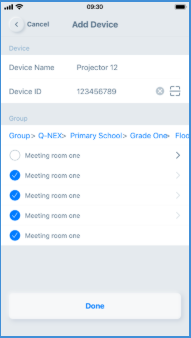 09:30
Cancel Add Device
Device
Device Name Projector 12
Device ID 123456789
Group
Group> Q-NEX> Primary School> Grade One> Floo
Meeting room one
Meeting room one
Meeting room one
Meeting room one
Meeting room one
Done